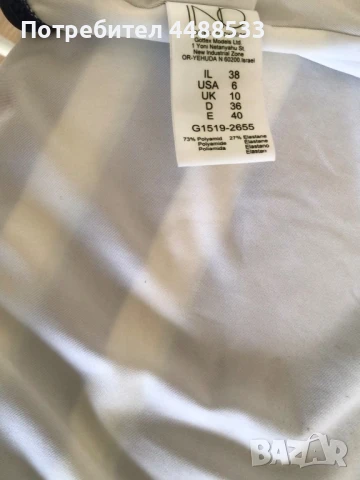 Потребител 4488533
Gottex Models Ltd.
1 Yoni Netanyahu St.
New Industrial Zone
OR-YEHUDA N 60200.Israel
IL 38
USA 6
UK 10
D 36
E 40
G1519-2655
73% Polyamid 27% Elastane
Polyamide Elastane
Poliamida Elastano
Elastan
BAZAR